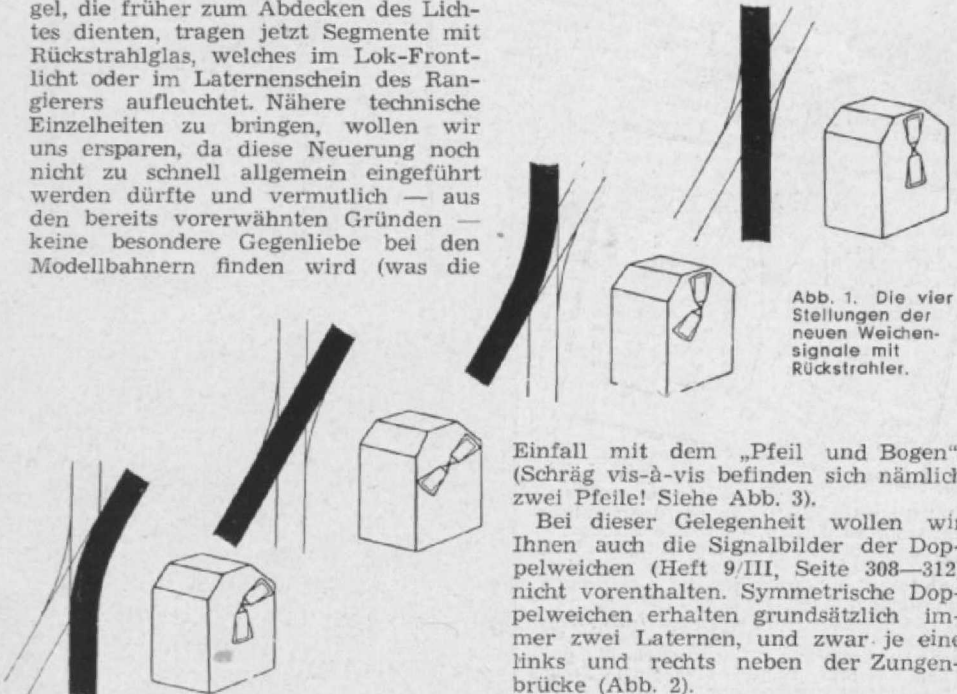 gel, die früher zum Abdecken des Lich-
tes dienten, tragen jetzt Segmente mit
Rückstrahlglas, welches im Lok-Front-
licht oder im Laternenschein des Ran-
gierers aufleuchtet. Nähere technische
Einzelheiten zu bringen, wollen wir
uns ersparen, da diese Neuerung noch
nicht zu schnell allgemein eingeführt
werden dürfte und vermutlich — aus
den bereits vorerwähnten Gründen —
keine besondere Gegenliebe bei den
Modellbahnern finden wird (was die
Abb. 1. Die vier
Stellungen der
neuen Weichen-
signale mit
Rückstrahler.
Einfall mit dem „Pfeil und Bogen“
(Schräg vis-à-vis befinden sich nämlich
zwei Pfeile! Siehe Abb. 3).
Bei dieser Gelegenheit wollen wir
Ihnen auch die Signalbilder der Dop-
pelweichen (Heft 9/III, Seite 308—312
nicht vorenthalten. Symmetrische Dop-
pelweichen erhalten grundsätzlich im-
mer zwei Laternen, und zwar je eine
links und rechts neben der Zungen-
brücke (Abb. 2).